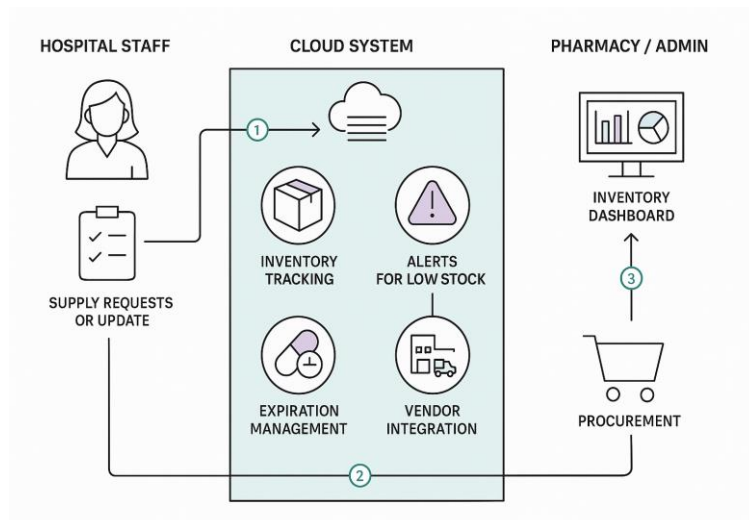 HOSPITAL STAFF
CLOUD SYSTEM
PHARMACY / ADMIN
1
INVENTORY
DASHBOARD
INVENTORY
TRACKING
ALERTS
FOR LOW STOCK
3
SUPPLY REQUESTS
OR UPDATE
EXPIRATION
MANAGEMENT
VENDOR
INTEGRATION
PROCUREMENT
2